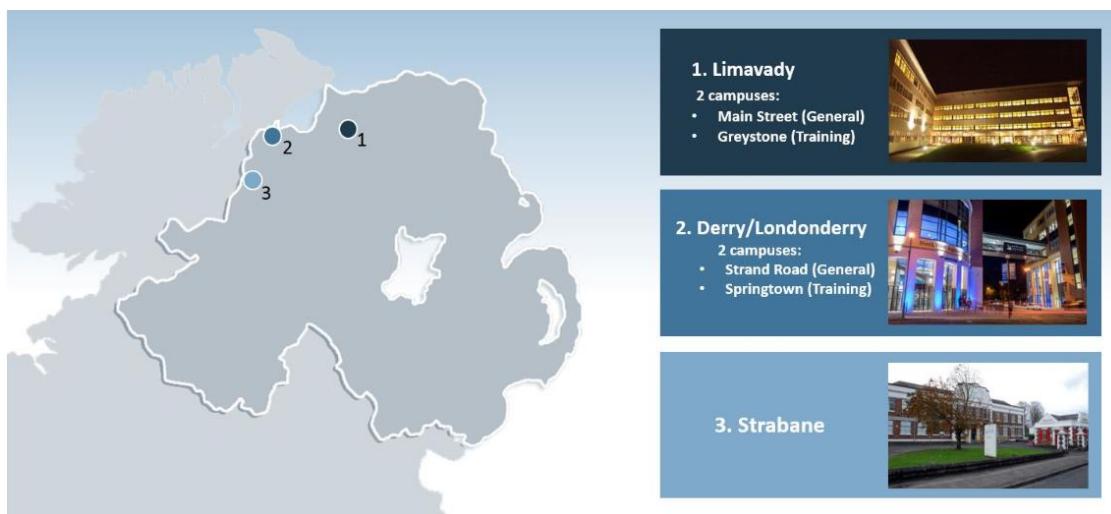 1
2
3
1. Limavady
2 campuses:
• Main Street (General)
• Greystone (Training)
2. Derry/Londonderry
2 campuses:
• Strand Road (General)
• Springtown (Training)
3. Strabane